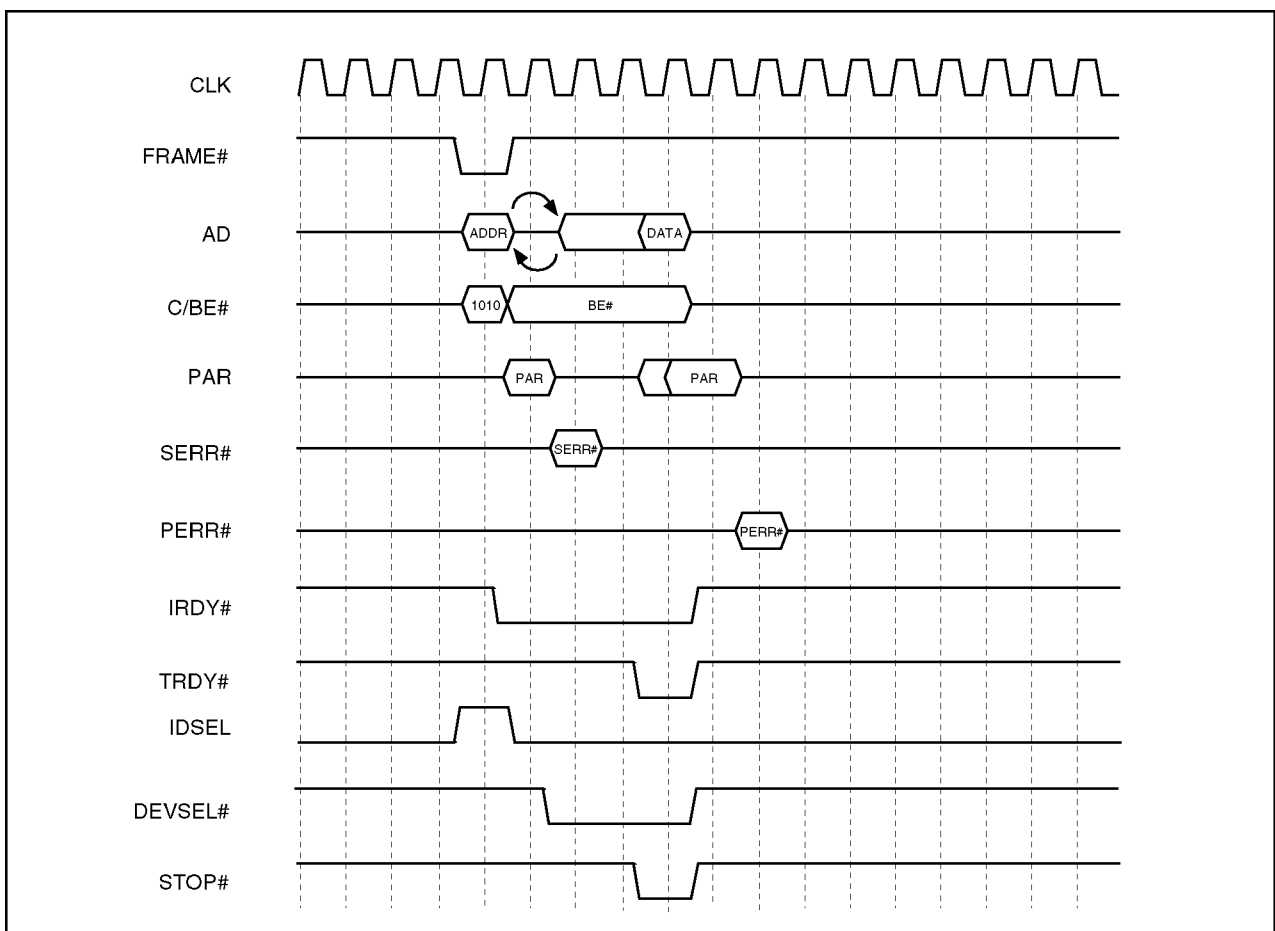 CLK
FRAME#
AD
ADDR
DATA
C/BE#
1010
BE#
PAR
PAR
PAR
SERR#
SERR#
PERR#
PERR#
IRDY#
TRDY#
IDSEL
DEVSEL#
STOP#